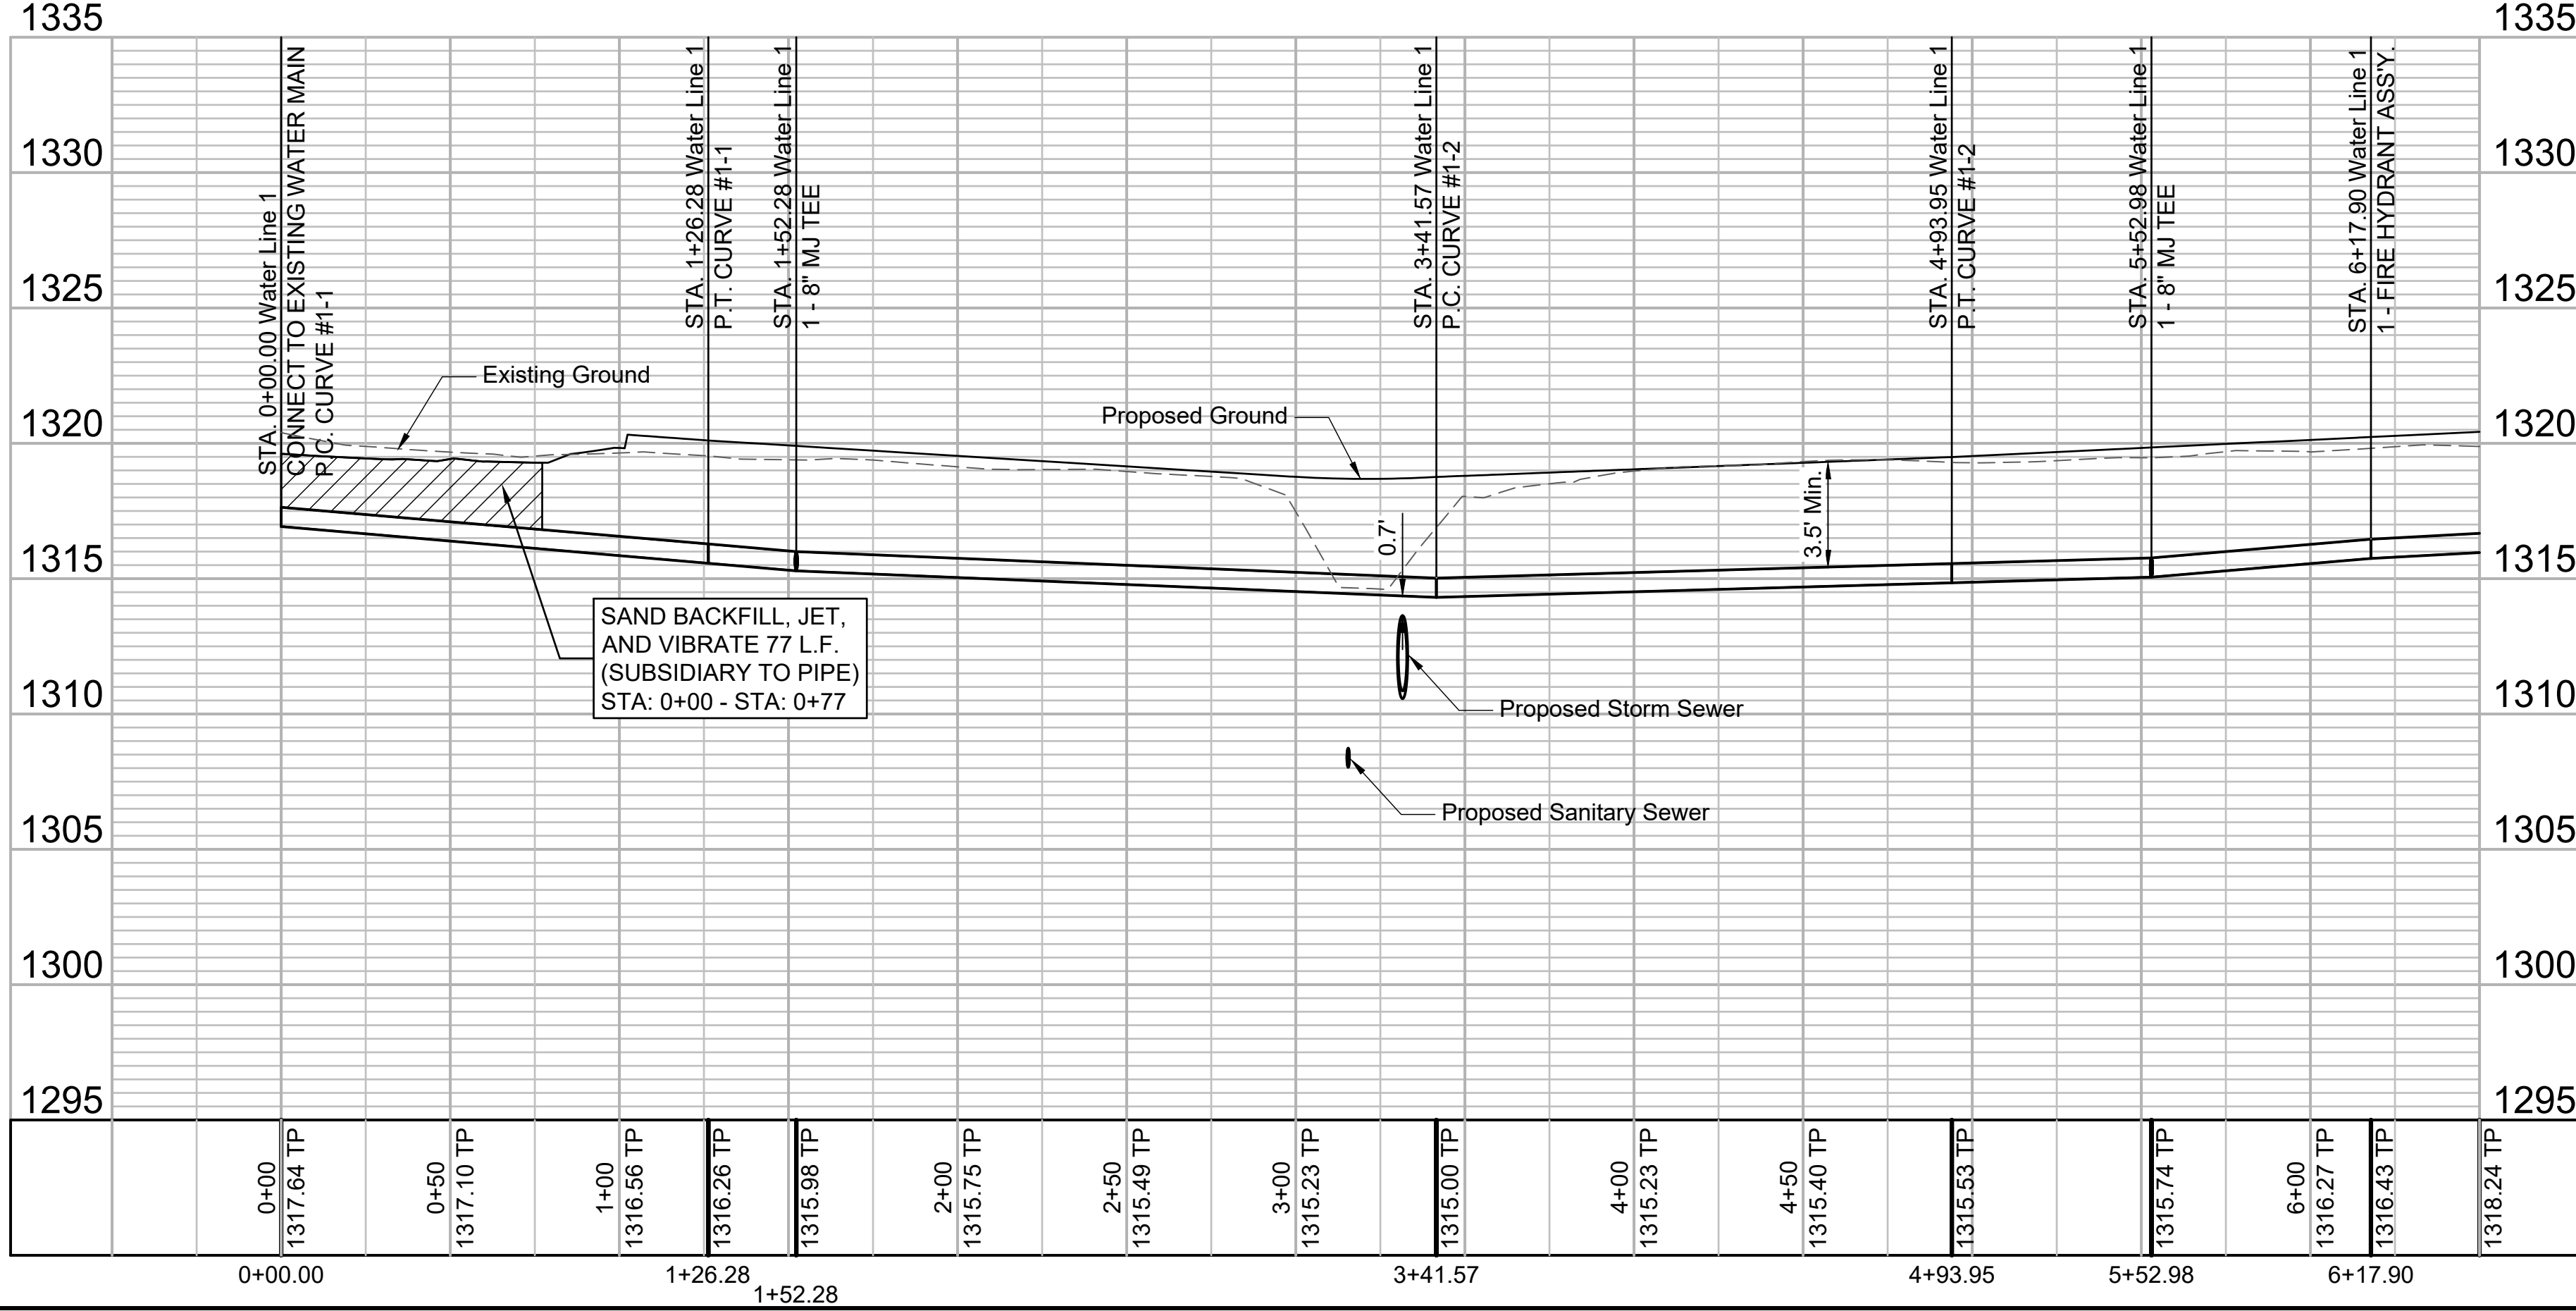 1335
1335
1330
1330
1325
1325
1320
1320
1315
1315
1310
1310
1305
1305
1300
1300
1295
1295
STA. 0+00.00 Water Line 1
CONNECT TO EXISTING WATER MAIN
P.C. CURVE #1-1
STA. 1+26.28 Water Line 1
P.T. CURVE #1-1
STA. 1+52.28 Water Line 1
1 - 8" MJ TEE
STA. 3+41.57 Water Line 1
P.C. CURVE #1-2
STA. 4+93.95 Water Line 1
P.T. CURVE #1-2
STA. 5+52.98 Water Line 1
1 - 8" MJ TEE
STA. 6+17.90 Water Line 1
1 - FIRE HYDRANT ASS'Y.
Existing Ground
Proposed Ground
0.7'
3.5' Min.
SAND BACKFILL, JET,
AND VIBRATE 77 L.F.
(SUBSIDIARY TO PIPE)
STA: 0+00 - STA: 0+77
Proposed Storm Sewer
Proposed Sanitary Sewer
0+00
1317.64 TP
0+50
1317.10 TP
1+00
1316.56 TP
1316.26 TP
1315.98 TP
2+00
1315.75 TP
2+50
1315.49 TP
3+00
1315.23 TP
1315.00 TP
4+00
1315.23 TP
4+50
1315.40 TP
1315.53 TP
1315.74 TP
6+00
1316.27 TP
1316.43 TP
1318.24 TP
0+00.00
1+26.28
1+52.28
3+41.57
4+93.95
5+52.98
6+17.90